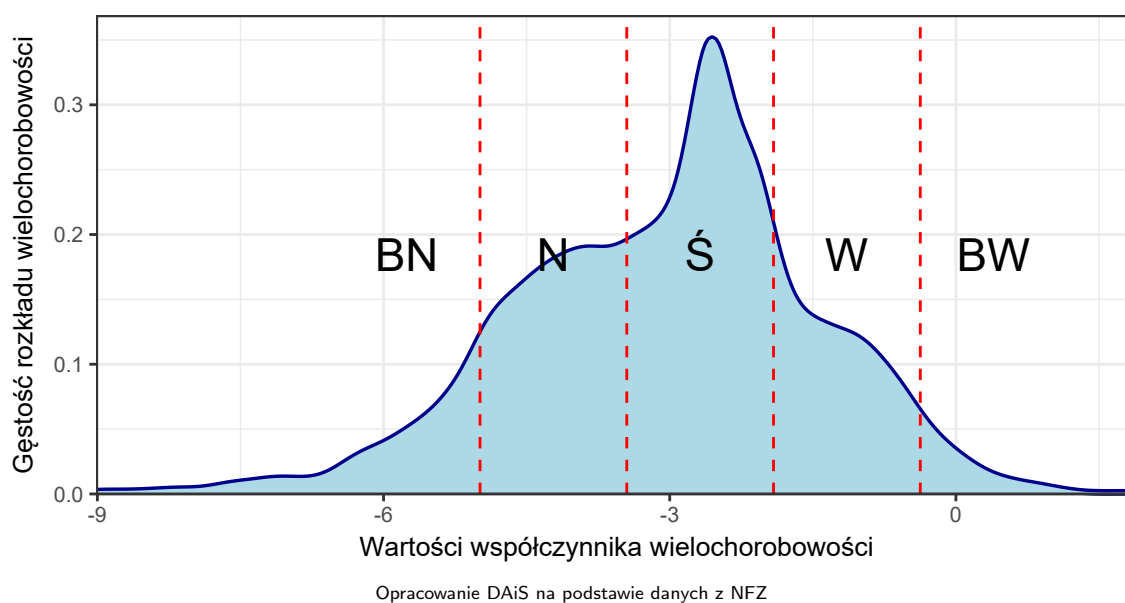 Gęstość rozkładu wielochorobowości
0.3
0.2
0.1
0.0
BN N Ś W BW
-9 -6 -3 0
Wartości współczynnika wielochorobowości
Opracowanie DAiS na podstawie danych z NFZ